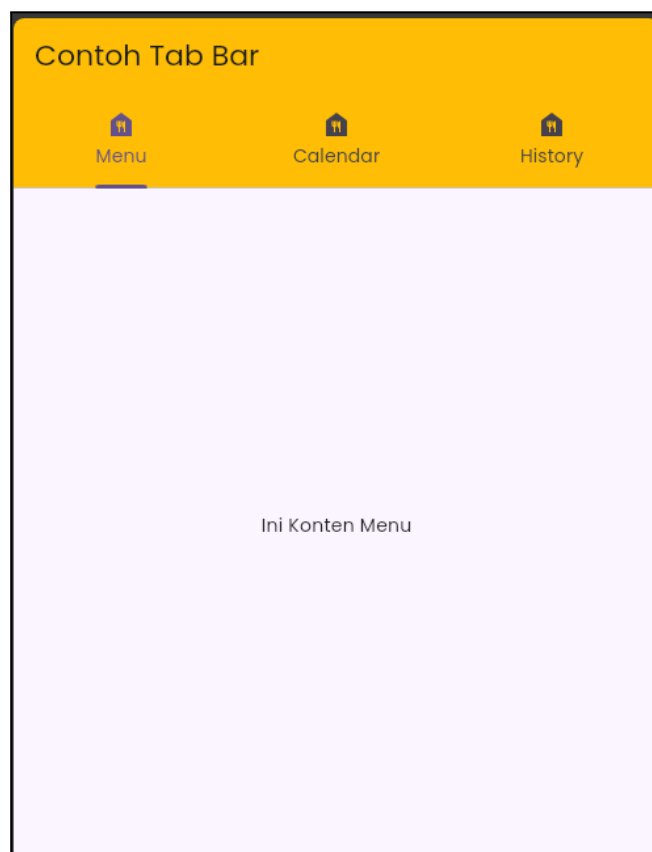 Contoh Tab Bar
Menu
Calendar
History
Ini Konten Menu